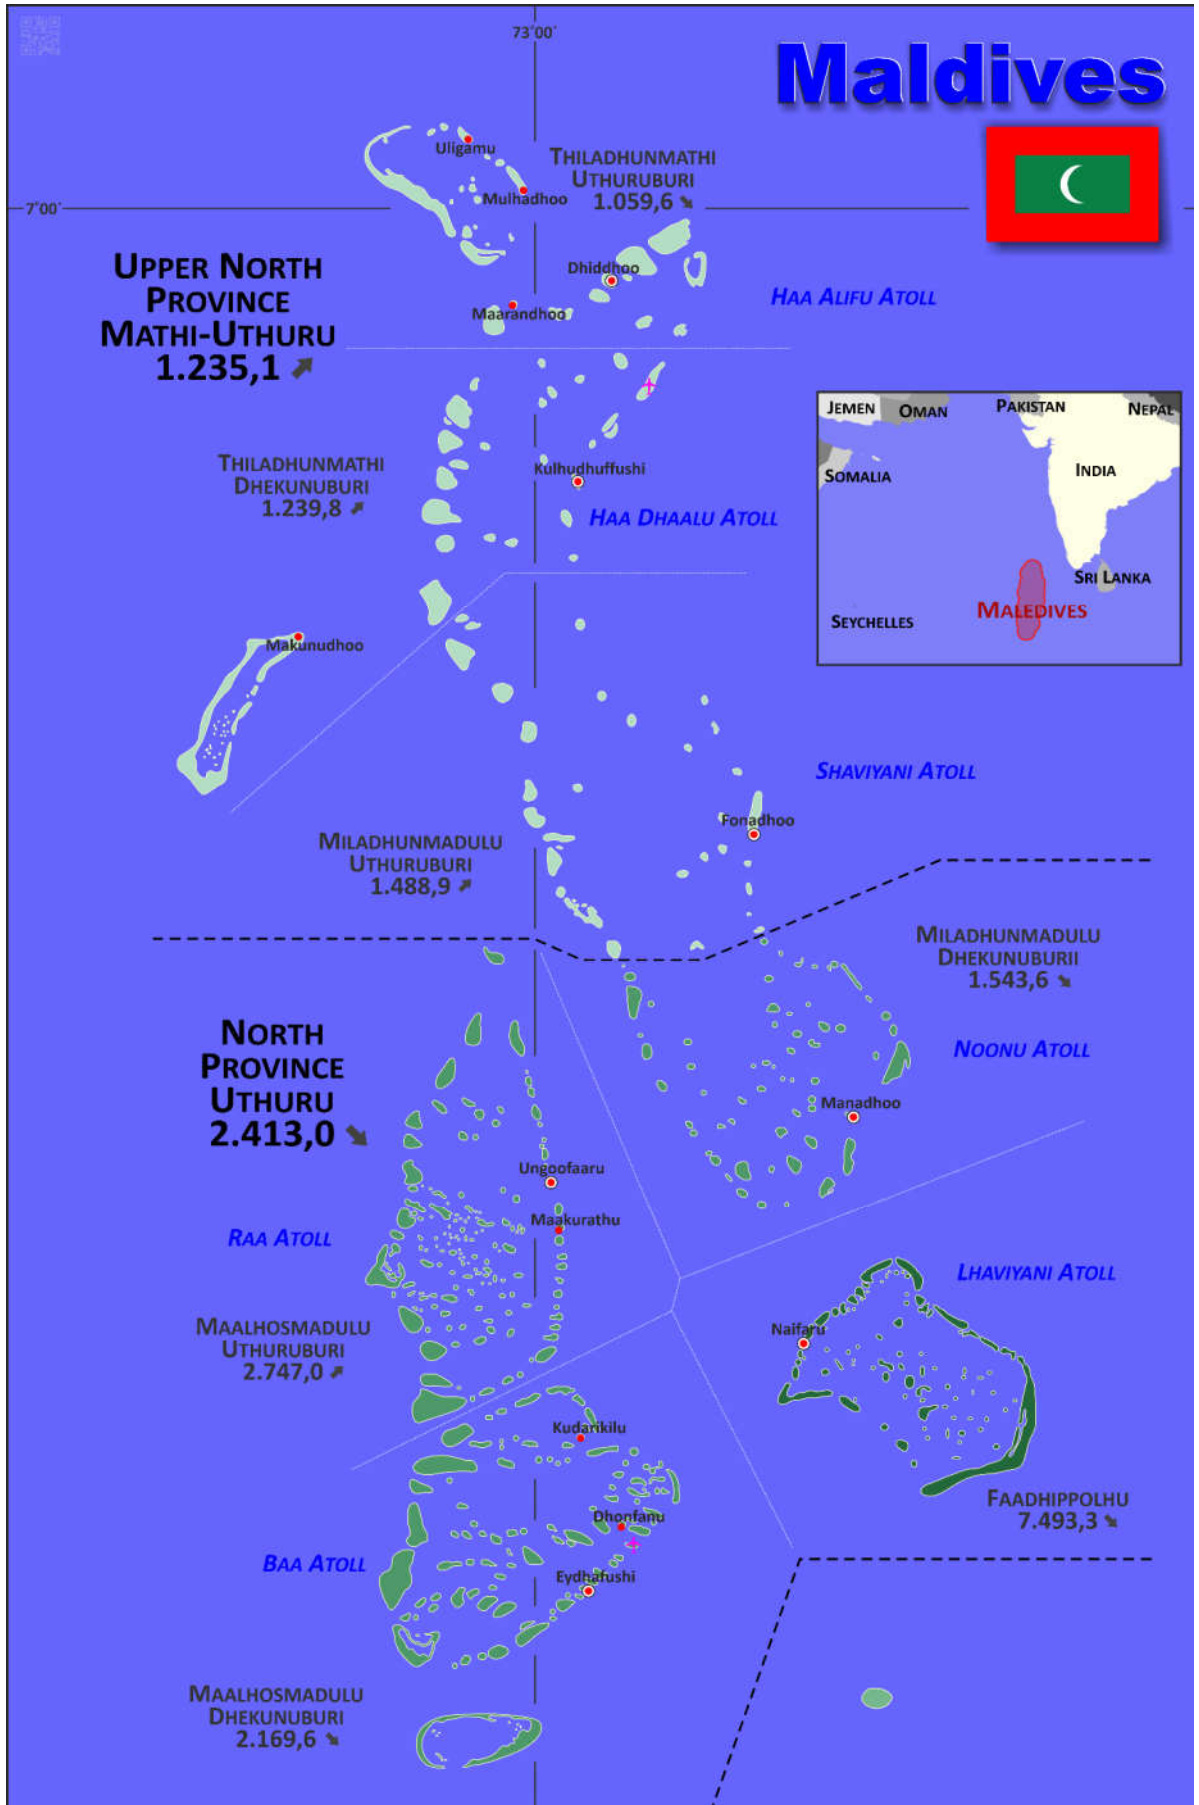 73°00´
Maldives
Uligamu
THILADHUNMATHI
UTHURUBURI
1.059,6
Mulhadhoo
7°00´
UPPER NORTH
PROVINCE
MATHI-UTHURU
1.235,1
Dhiddhoo
HAA ALIFU ATOLL
Maarandhoo
JEMEN
OMAN
PAKISTAN
NEPAL
SOMALIA
INDIA
SRI LANKA
MALEDIVES
SEYCHELLES
THILADHUNMATHI
DHEKUNUBURI
1.239,8
Kulhudhuffushi
HAA DHAALU ATOLL
Makunudhoo
SHAVIYANI ATOLL
Fonadhoo
MILADHUNMADULU
UTHURUBURI
1.488,9
MILADHUNMADULU
DHEKUNUBURII
1.543,6
NORTH
PROVINCE
UTHURU
2.413,0
NOONU ATOLL
Manadhoo
Ungoofaaru
Maakurathu
RAA ATOLL
LHAVIYANI ATOLL
MAALHOSMADULU
UTHURUBURI
2.747,0
Naifaru
Kudarikilu
FAADHIPPOLHU
7.493,3
Dhonfanu
BAA ATOLL
Eydhafushi
MAALHOSMADULU
DHEKUNUBURI
2.169,6